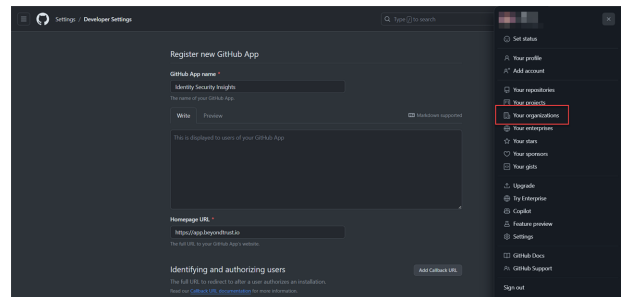 Settings / Developer Settings
Type / to search
Register new GitHub App
GitHub App name *
Identity Security Insights
The name of your GitHub App.
Write Preview
Markdown supported
This is displayed to users of your GitHub App
Homepage URL *
https://app.beyondtrust.io
The full URL to your GitHub App's website.
Identifying and authorizing users
Add Callback URL
The full URL to redirect to after a user authorizes an installation.
Read our Callback URL documentation for more information.
Set status
Your profile
Add account
Your repositories
Your projects
Your organizations
Your enterprises
Your stars
Your sponsors
Your gists
Upgrade
Try Enterprise
Copilot
Feature preview
Settings
GitHub Docs
GitHub Support
Sign out